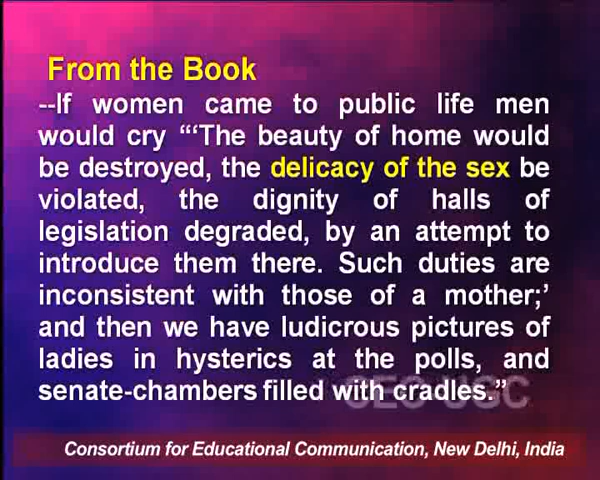 From the Book
--If women came to public life men
would cry “‘The beauty of home would
be destroyed, the delicacy of the sex be
violated, the dignity of halls of
legislation degraded, by an attempt to
introduce them there. Such duties are
inconsistent with those of a mother;’
and then we have ludicrous pictures of
ladies in hysterics at the polls, and
senate-chambers filled with cradles.”
CEC UGC
Consortium for Educational Communication, New Delhi, India